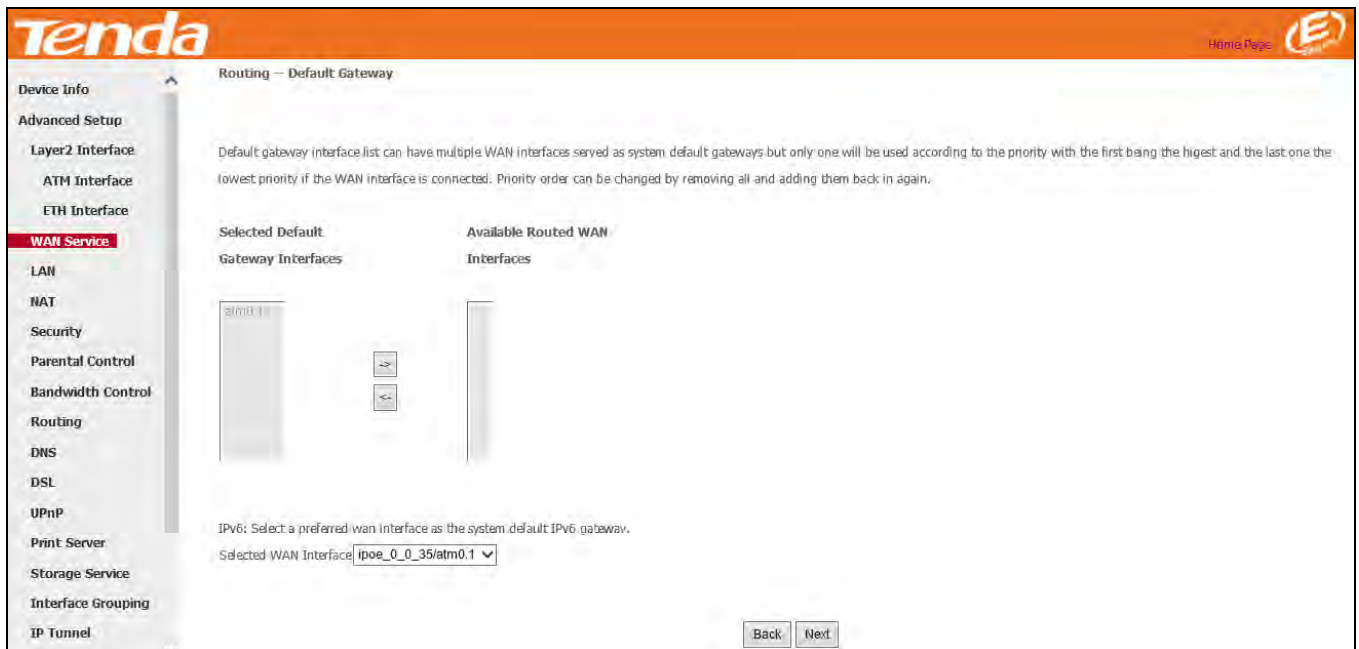 Tenda
Home Page
Device Info
Advanced Setup
Layer2 Interface
ATM Interface
ETH Interface
WAN Service
LAN
NAT
Security
Parental Control
Bandwidth Control
Routing
DNS
DSL
UPnP
Print Server
Storage Service
Interface Grouping
IP Tunnel
Routing -- Default Gateway
Default gateway interface list can have multiple WAN interfaces served as system default gateways but only one will be used according to the priority with the first being the higest and the last one the
lowest priority if the WAN interface is connected. Priority order can be changed by removing all and adding them back in again.
Selected Default
Gateway Interfaces
Available Routed WAN
Interfaces
->
<-
IPv6: Select a preferred wan interface as the system default IPv6 gateway.
Selected WAN Interface ipoe_0_0_35/atm0.1
Back Next